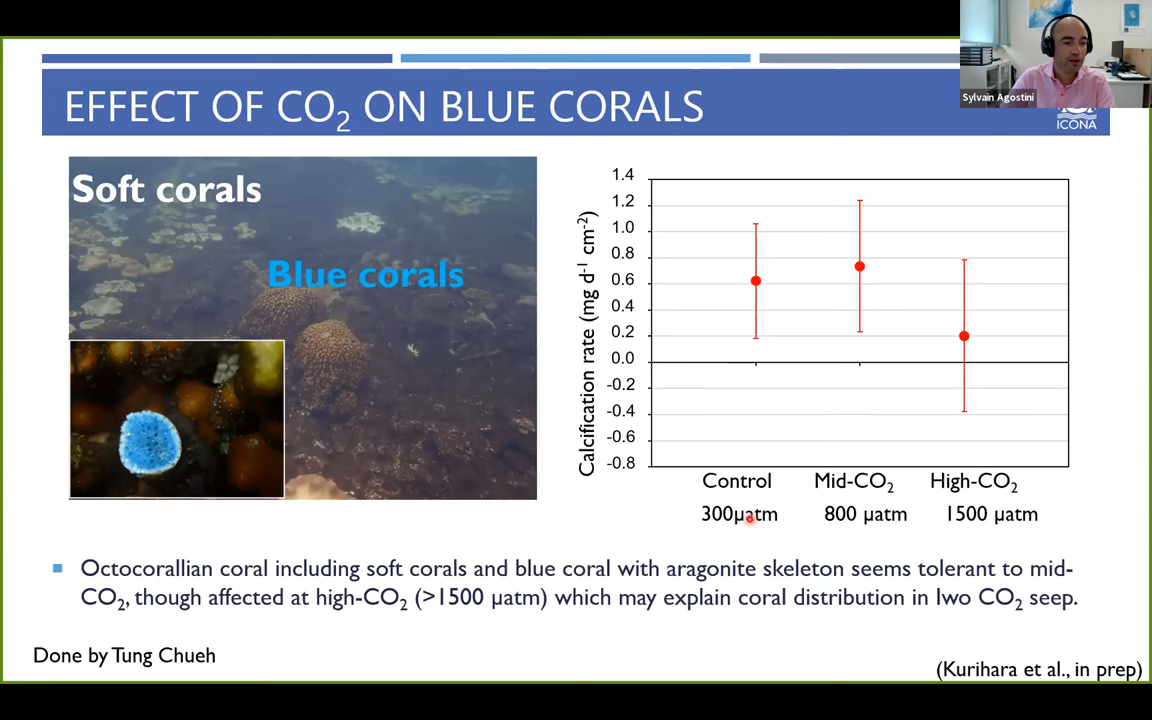 EFFECT OF CO₂ ON BLUE CORALS
Sylvain Agostini
ICONA
Soft corals
Blue corals
Calcification rate (mg d⁻¹ cm⁻²)
1.4
1.2
1.0
0.8
0.6
0.4
0.2
0.0
-0.2
-0.4
-0.6
-0.8
Control Mid-CO₂ High-CO₂
300µatm 800 µatm 1500 µatm
Octocorallian coral including soft corals and blue coral with aragonite skeleton seems tolerant to mid-
CO₂, though affected at high-CO₂ (>1500 µatm) which may explain coral distribution in Iwo CO₂ seep.
Done by Tung Chueh
(Kurihara et al., in prep)